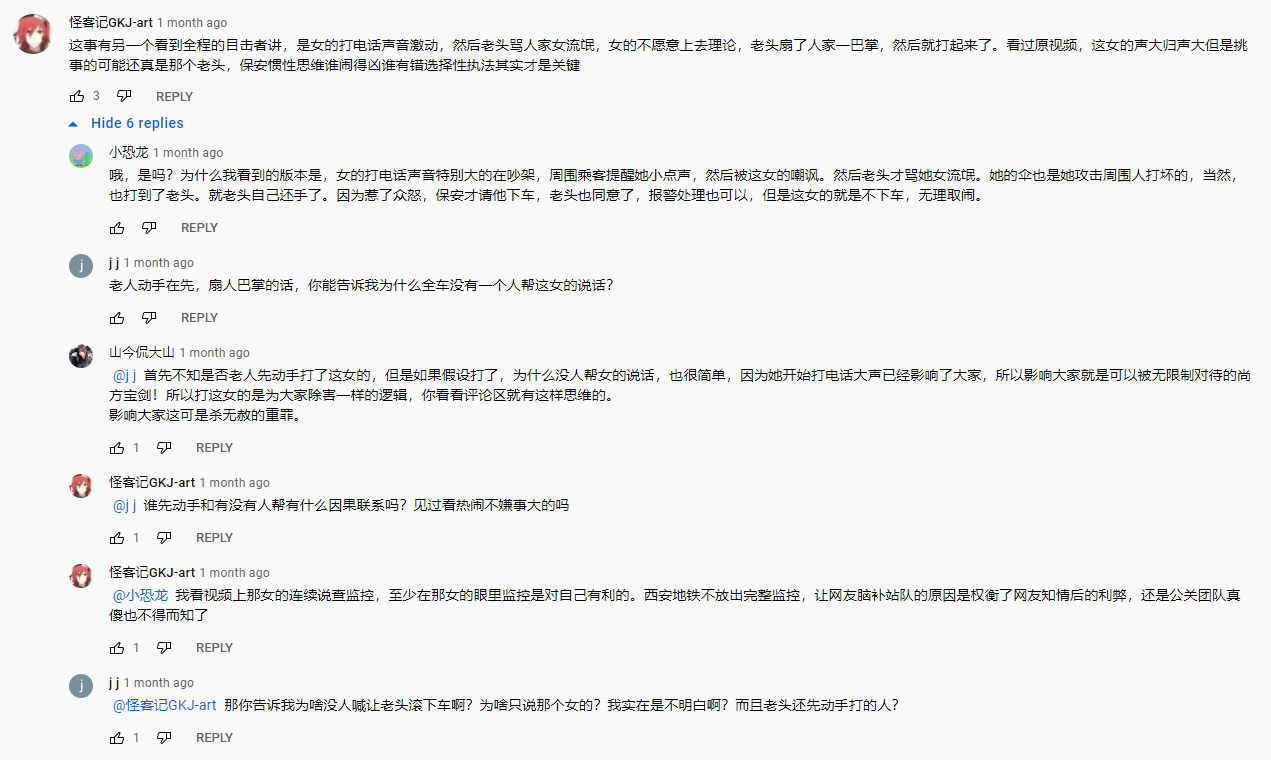 怪客记GKJ-art 1 month ago
这事有另一个看到全程的目击者讲，是女的打电话声音激动，然后老头骂人家女流氓，女的不愿意上去理论，老头扇了人家一巴掌，然后就打起来了。看过原视频，这女的声大归声大但是挑
事的可能还真是那个老头，保安惯性思维谁闹得凶谁有错选择性执法其实才是关键
3 REPLY
Hide 6 replies
小恐龙 1 month ago
哦，是吗？为什么我看到的版本是，女的打电话声音特别大的在吵架，周围乘客提醒她小点声，然后被这女的嘲讽。然后老头才骂她女流氓。她的伞也是她攻击周围人打坏的，当然，
也打到了老头。就老头自己还手了。因为惹了众怒，保安才请他下车，老头也同意了，报警处理也可以，但是这女的就是不下车，无理取闹。
REPLY
j
j j 1 month ago
老人动手在先，扇人巴掌的话，你能告诉我为什么全车没有一个人帮这女的说话？
REPLY
山今侃大山 1 month ago
@j j 首先不知是否老人先动手打了这女的，但是如果假设打了，为什么没人帮女的说话，也很简单，因为她开始打电话大声已经影响了大家，所以影响大家就是可以被无限制对待的尚
方宝剑！所以打这女的是为大家除害一样的逻辑，你看看评论区就有这样思维的。
影响大家这可是杀无赦的重罪。
1 REPLY
怪客记GKJ-art 1 month ago
@j j 谁先动手和有没有人帮有什么因果联系吗？见过看热闹不嫌事大的吗
1 REPLY
怪客记GKJ-art 1 month ago
@小恐龙 我看视频上那女的连续说查监控，至少在那女的眼里监控是对自己有利的。西安地铁不放出完整监控，让网友脑补站队的原因是权衡了网友知情后的利弊，还是公关团队真
傻也不得而知了
1 REPLY
j
j j 1 month ago
@怪客记GKJ-art 那你告诉我为啥没人喊让老头滚下车啊？为啥只说那个女的？我实在是不明白啊？而且老头还先动手打的人？
1 REPLY